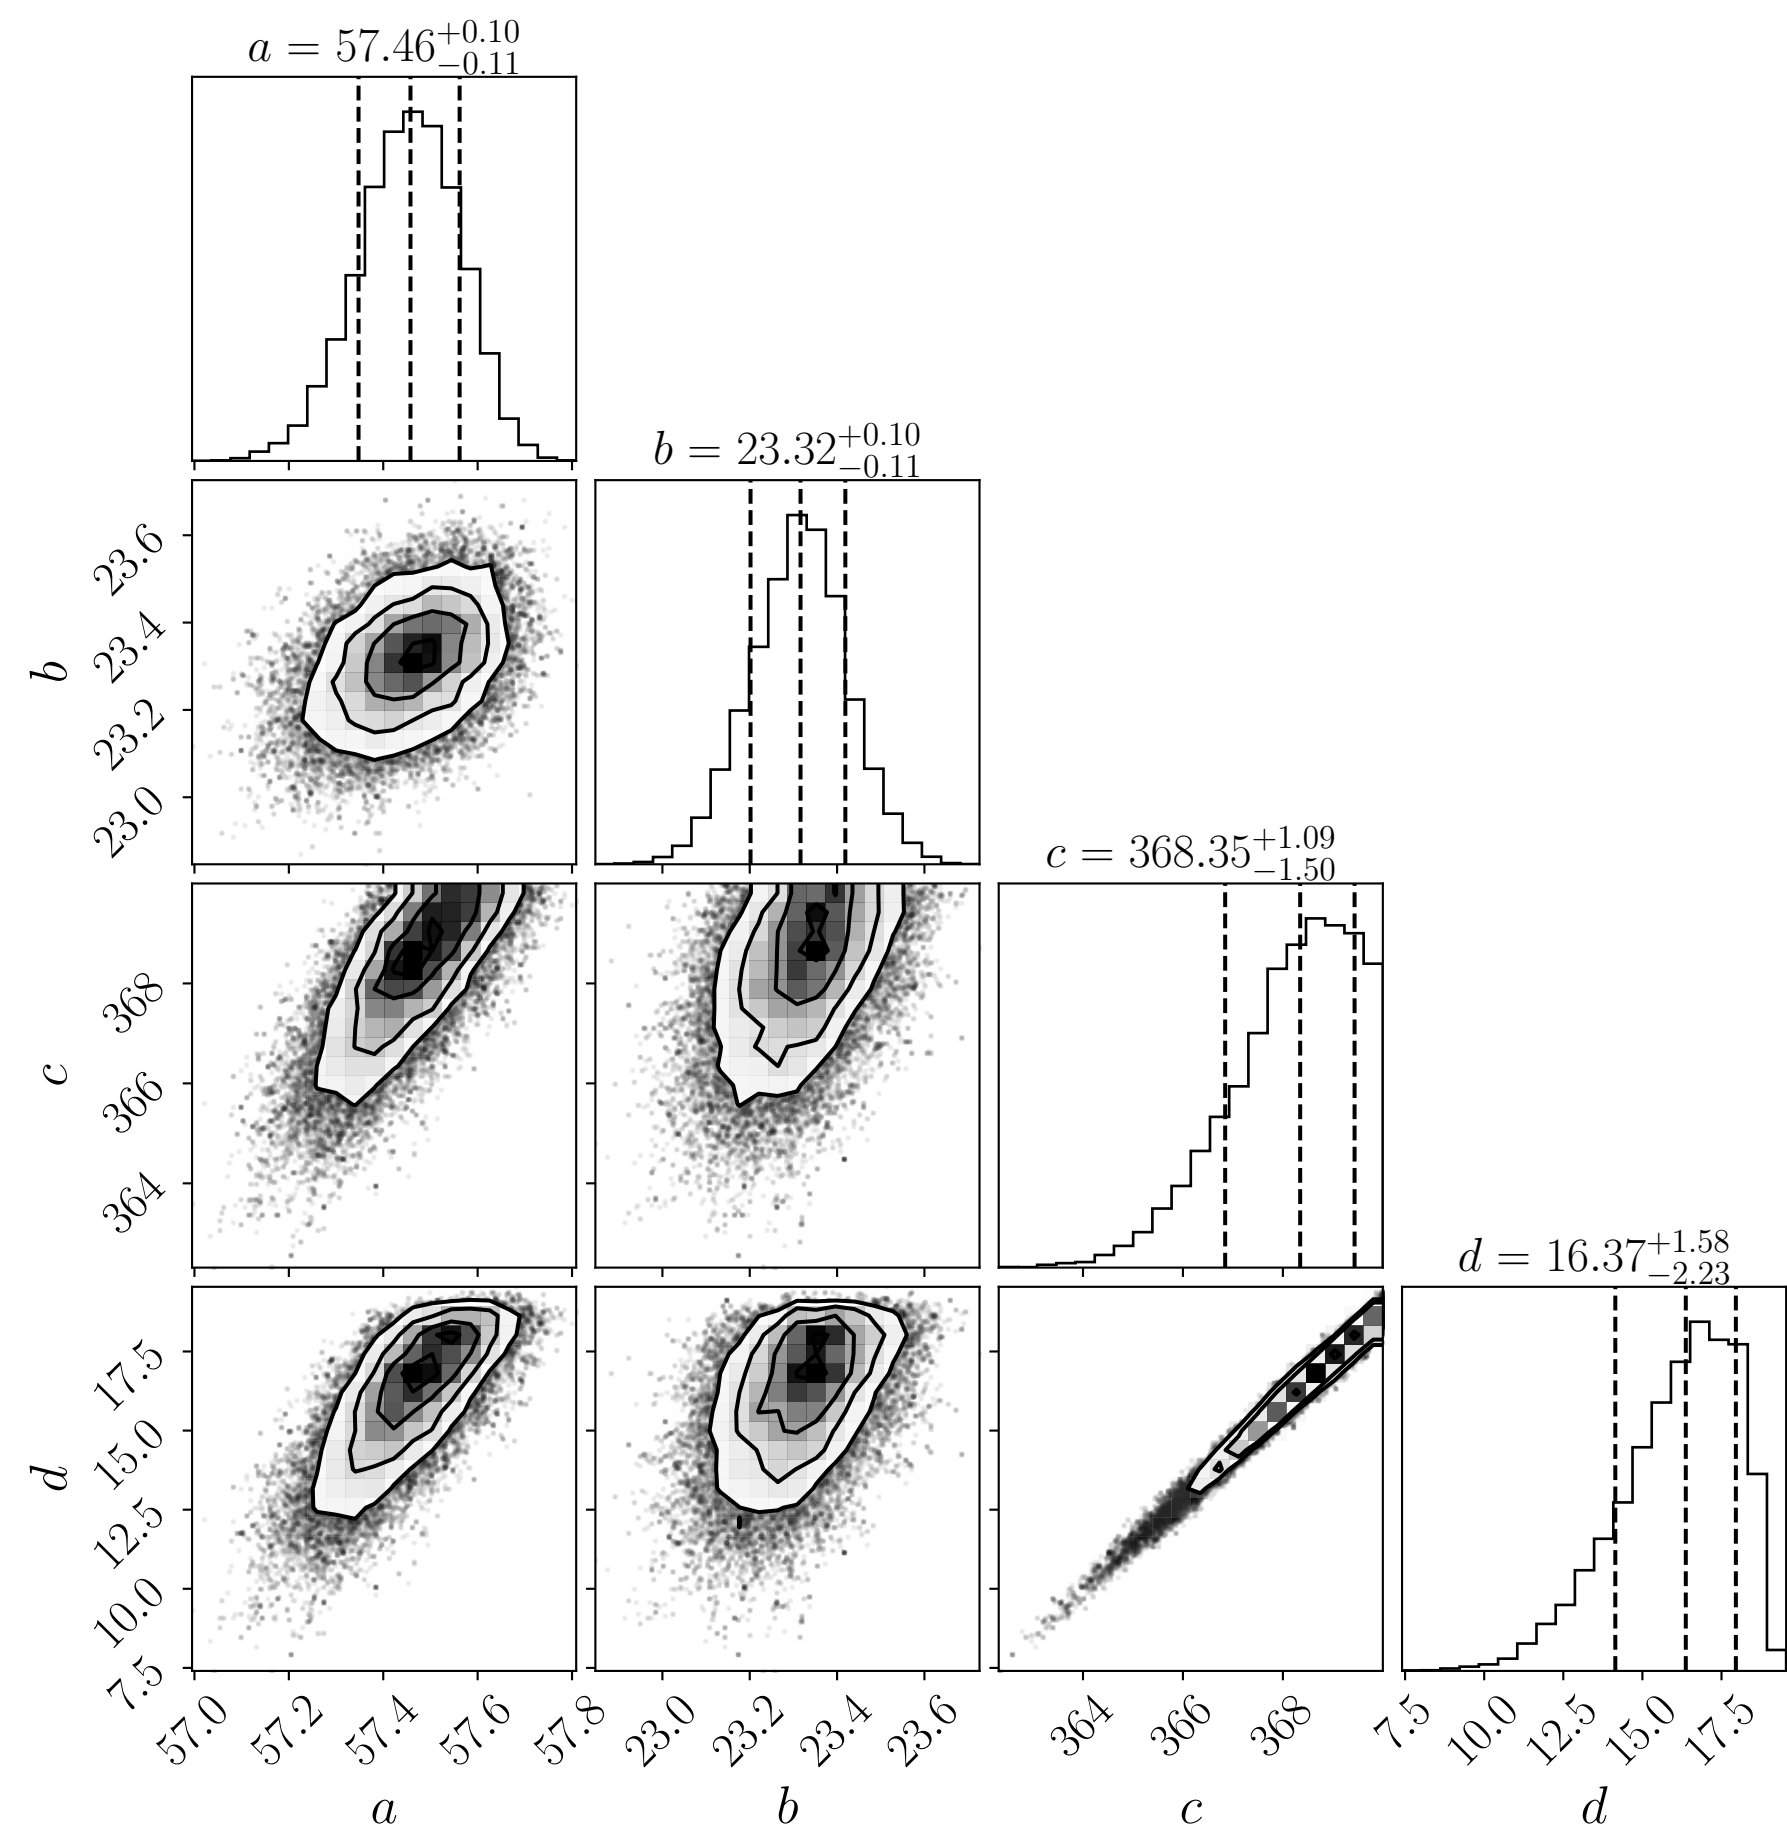 a = 57.46^{+0.10}_{-0.11}
b = 23.32^{+0.10}_{-0.11}
23.6
23.4
23.2
23.0
b
c = 368.35^{+1.09}_{-1.50}
368
366
364
c
d = 16.37^{+1.58}_{-2.23}
17.5
15.0
12.5
10.0
7.5
d
57.0 57.2 57.4 57.6 57.8 23.0 23.2 23.4 23.6 364 366 368 7.5 10.0 12.5 15.0 17.5
a b c d